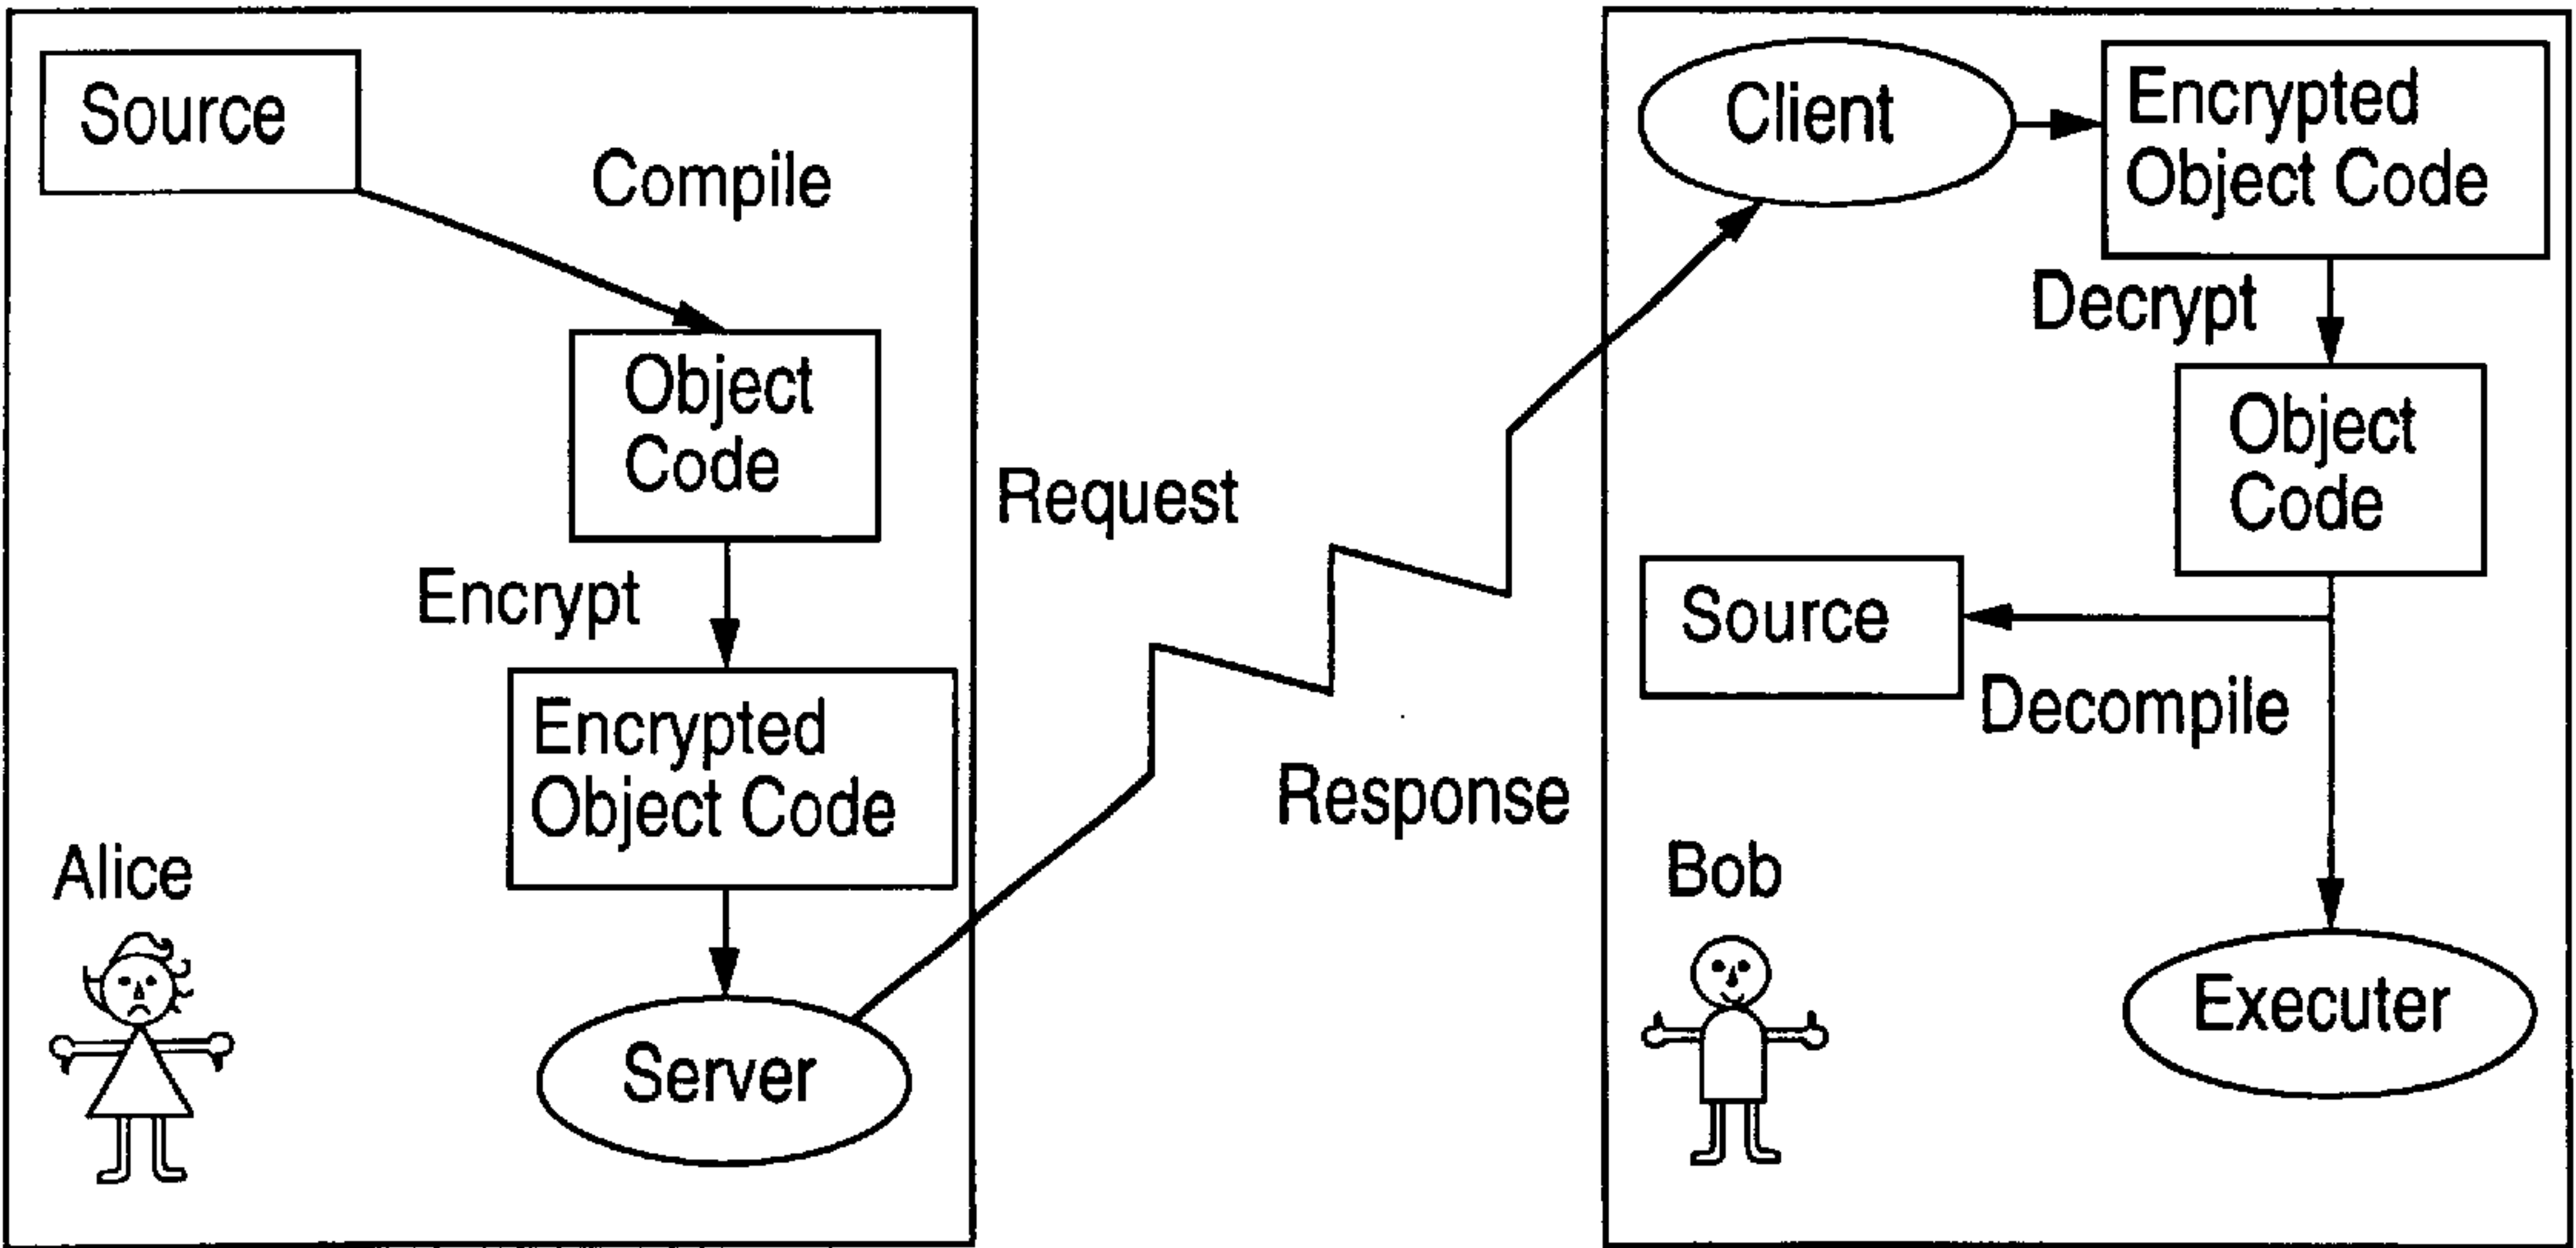 Source
Compile
Object
Code
Encrypt
Encrypted
Object Code
Alice
Server
Request
Response
Client
Encrypted
Object Code
Decrypt
Object
Code
Source
Decompile
Bob
Executer